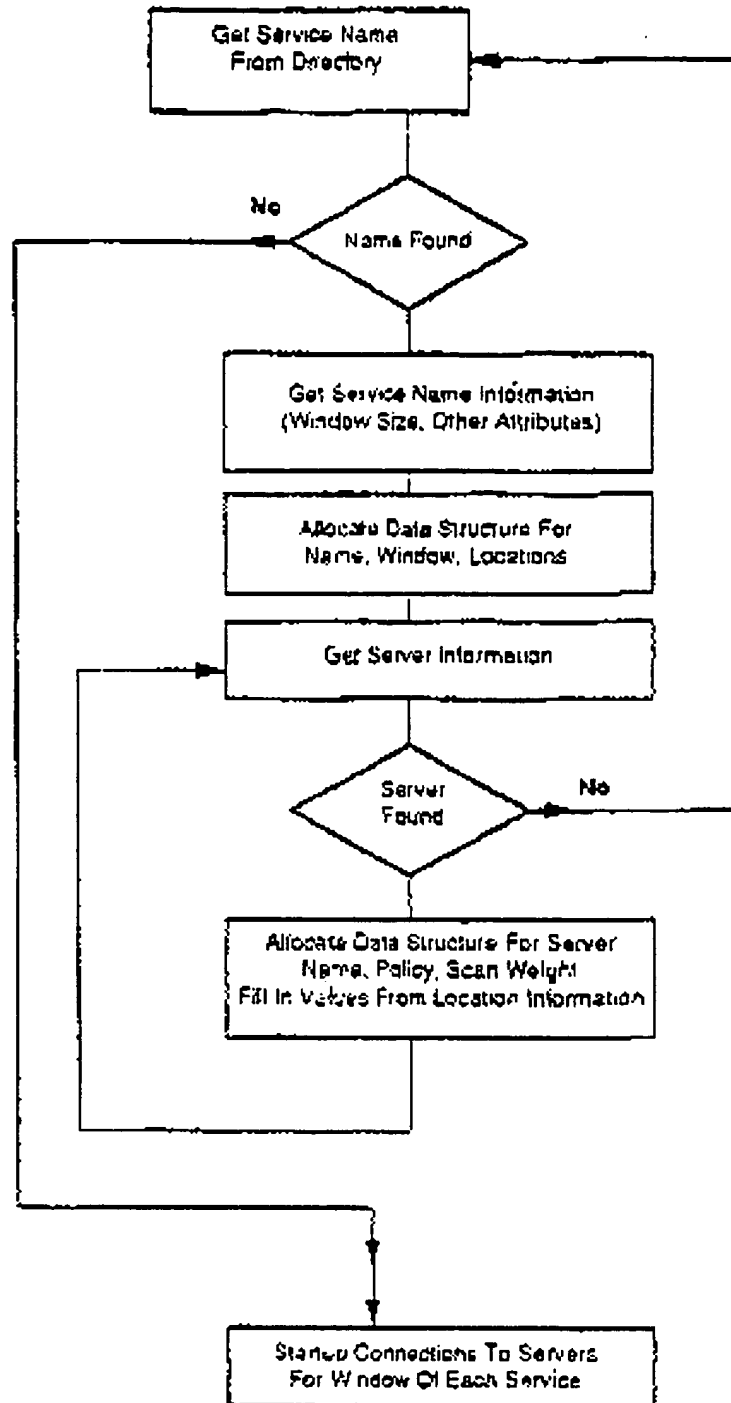 Get Service Name
From Directory
No
Name Found
Get Service Name Information
(Window Size, Other Attributes)
Allocate Data Structure For
Name, Window, Locations
Get Server Information
Server
Found
No
Allocate Data Structure For Server
Name, Policy, Scan Weight
Fill In Values From Location Information
Startup Connections To Servers
For Window Of Each Service